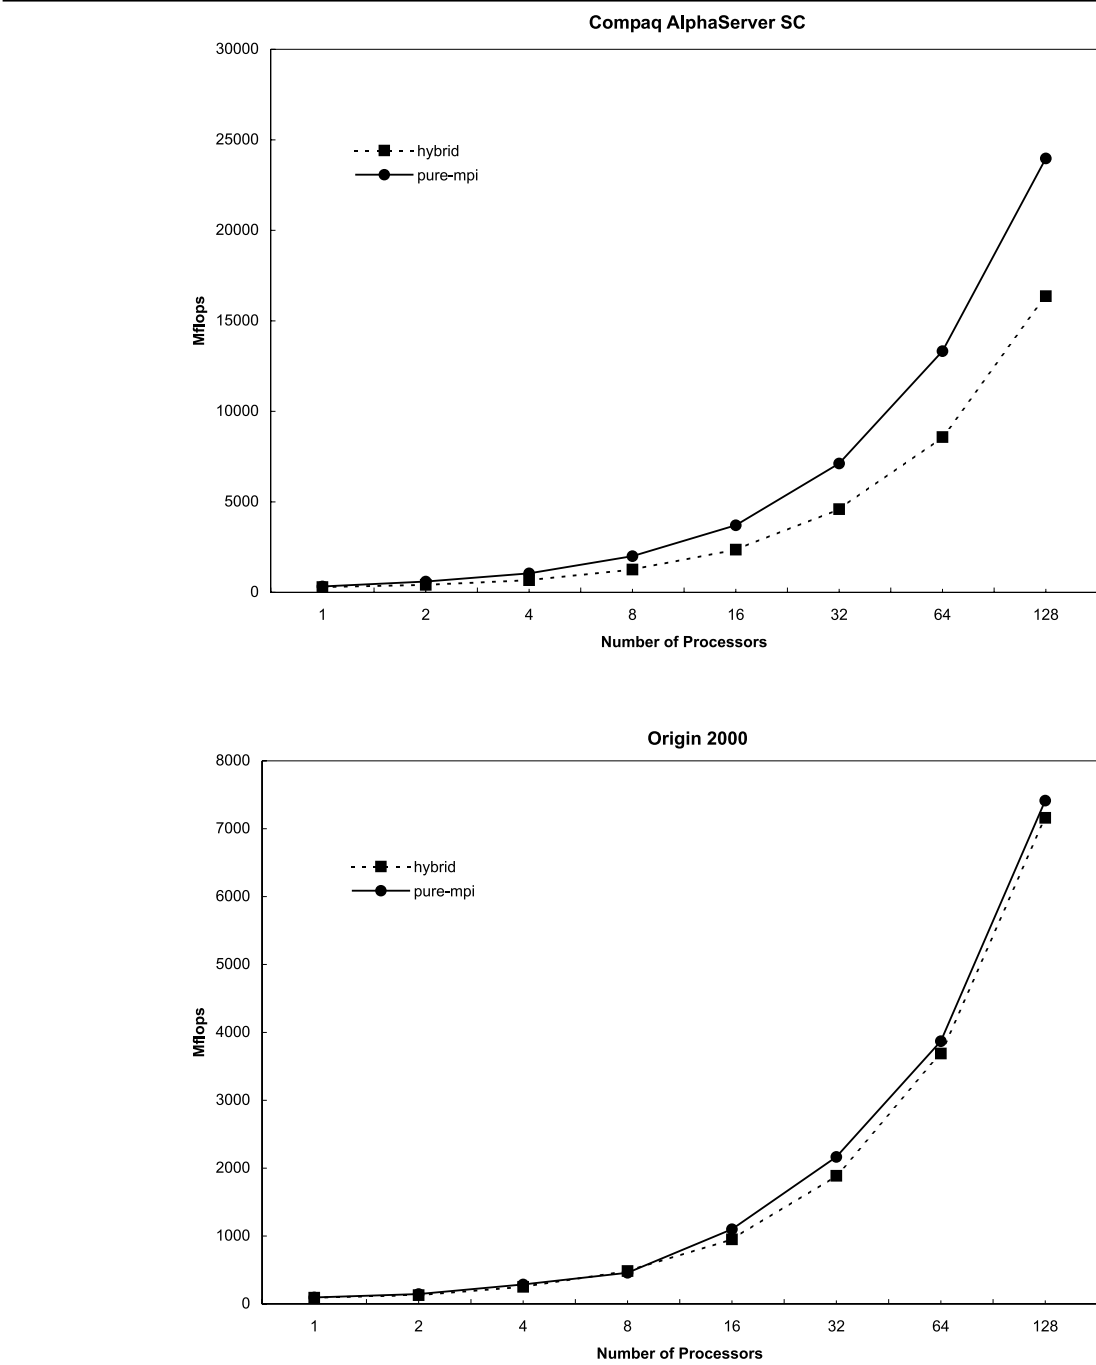 Compaq AlphaServer SC
30000
25000
20000
15000
10000
5000
0
Mflops
hybrid
pure-mpi
1 2 4 8 16 32 64 128
Number of Processors
Origin 2000
8000
7000
6000
5000
4000
3000
2000
1000
0
Mflops
hybrid
pure-mpi
1 2 4 8 16 32 64 128
Number of Processors